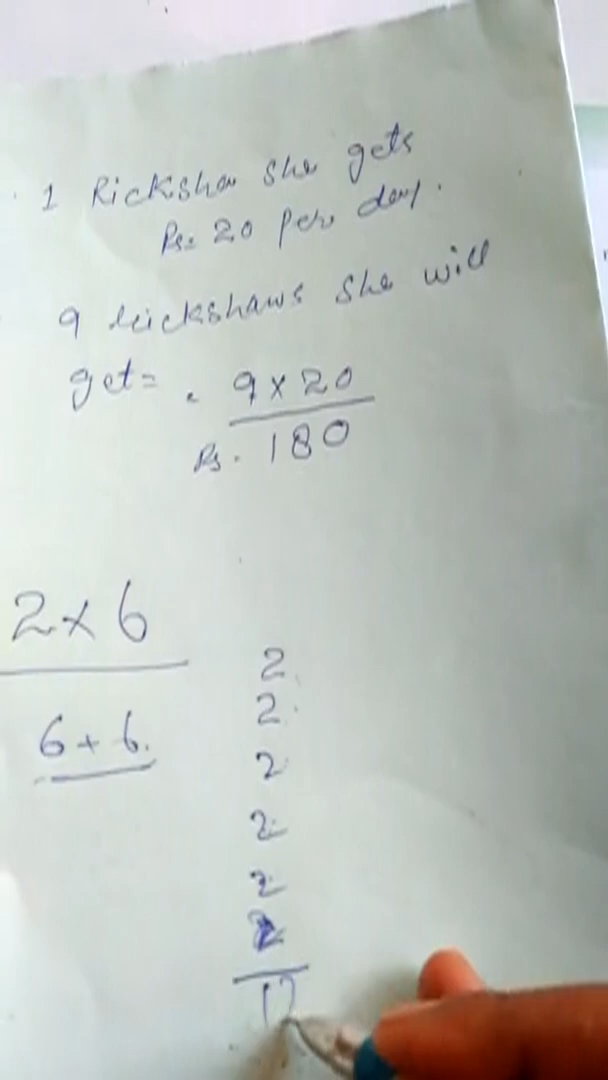 1 Ricksha she gets
Rs= 20 per day.
9 rickshaws she will
get= 9 x 20
Rs. 180
2 x 6
6 + 6.
2
2
2
2
2
2
12